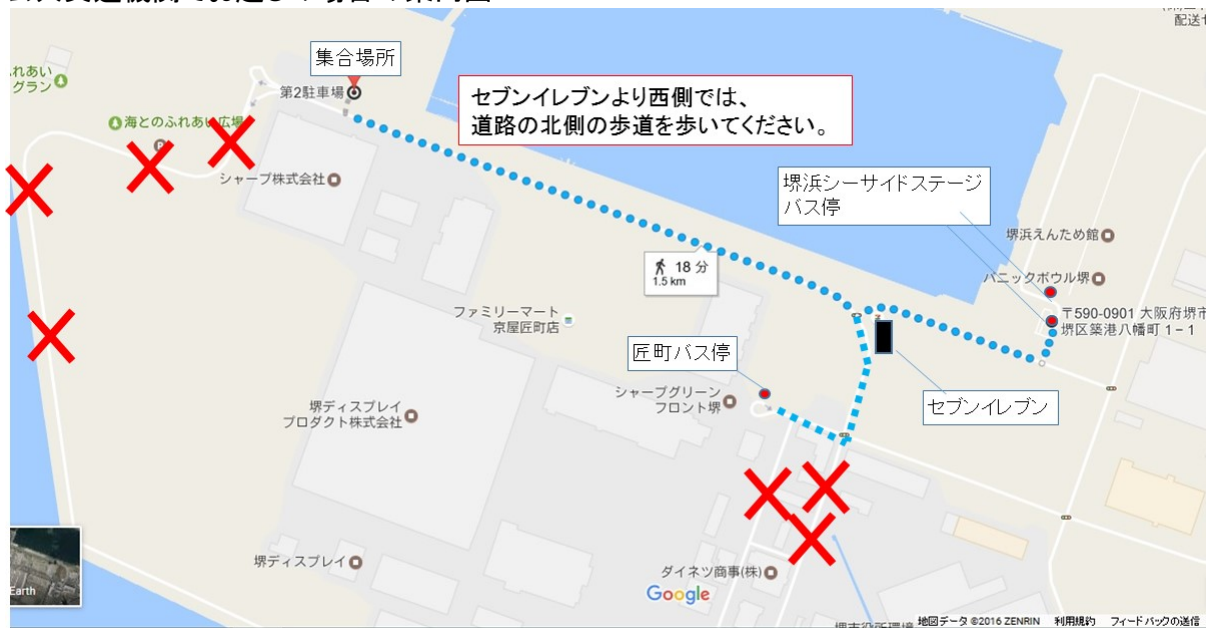 配送セ
集合場所
れあい
グラン
第2駐車場
セブンイレブンより西側では、
道路の北側の歩道を歩いてください。
海とのふれあい広場
シャープ株式会社
堺浜シーサイドステージ
バス停
堺浜えんため館
18 分
1.5 km
パニックボウル堺
ファミリーマート
京屋匠町店
〒590-0901 大阪府堺市
堺区築港八幡町 1-1
匠町バス停
シャープグリーン
フロント堺
セブンイレブン
堺ディスプレイ
プロダクト株式会社
堺ディスプレイ
ダイネツ商事(株)
Earth
Google
地図データ ©2016 ZENRIN 利用規約 フィードバックの送信